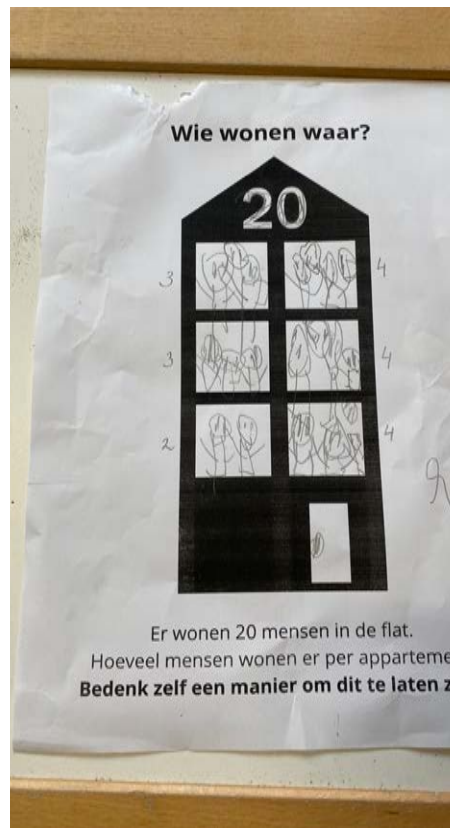 Wie wonen waar?
20
3 4
3 4
2 4
Er wonen 20 mensen in de flat.
Hoeveel mensen wonen er per apparteme
Bedenk zelf een manier om dit te laten z